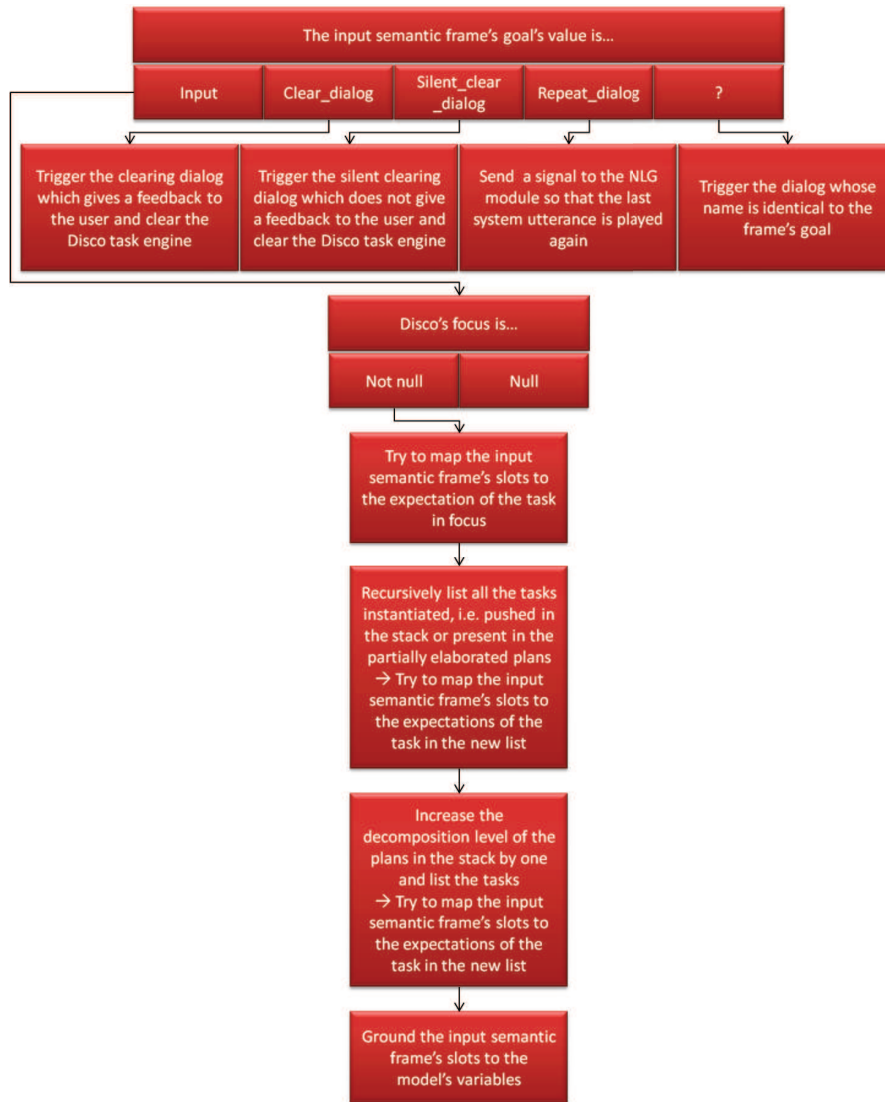 The input semantic frame's goal's value is...
Input
Clear_dialog
Silent_clear
_dialog
Repeat_dialog
?
Trigger the clearing dialog
which gives a feedback to
the user and clear the
Disco task engine
Trigger the silent clearing
dialog which does not give
a feedback to the user and
clear the Disco task engine
Send a signal to the NLG
module so that the last
system utterance is played
again
Trigger the dialog whose
name is identical to the
frame's goal
Disco's focus is...
Not null
Null
Try to map the input
semantic frame's slots to
the expectation of the task
in focus
Recursively list all the tasks
instantiated, i.e. pushed in
the stack or present in the
partially elaborated plans
→ Try to map the input
semantic frame's slots to
the expectations of the
task in the new list
Increase the
decomposition level of the
plans in the stack by one
and list the tasks
→ Try to map the input
semantic frame's slots to
the expectations of the
task in the new list
Ground the input semantic
frame's slots to the
model's variables